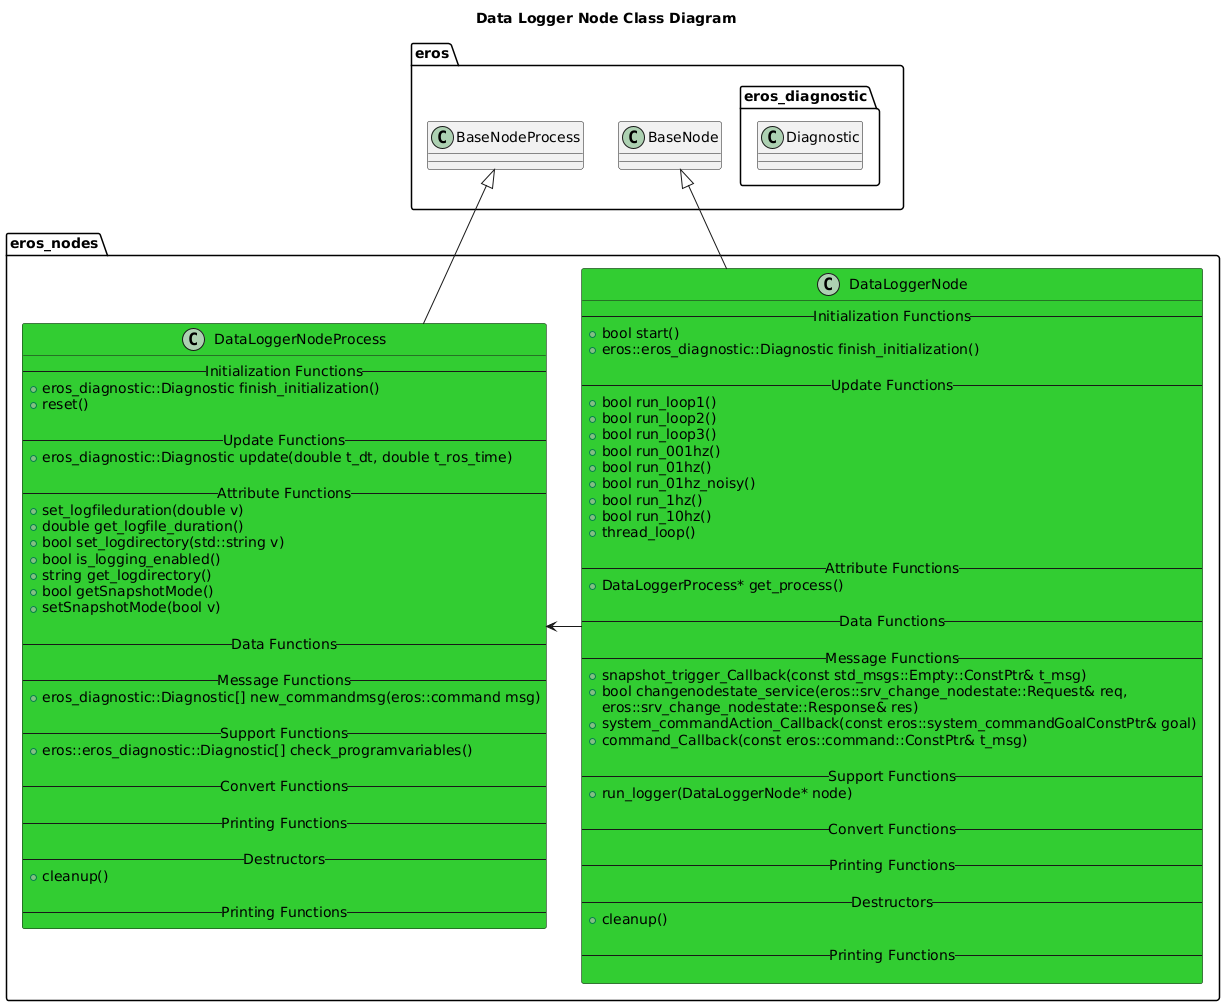 Data Logger Node Class Diagram
eros
eros_diagnostic
C BaseNodeProcess
C BaseNode
C Diagnostic
eros_nodes
C DataLoggerNodeProcess
Initialization Functions
eros_diagnostic::Diagnostic finish_initialization()
reset()
Update Functions
eros_diagnostic::Diagnostic update(double t_dt, double t_ros_time)
Attribute Functions
set_logfileduration(double v)
double get_logfile_duration()
bool set_logdirectory(std::string v)
bool is_logging_enabled()
string get_logdirectory()
bool getSnapshotMode()
setSnapshotMode(bool v)
Data Functions
Message Functions
eros_diagnostic::Diagnostic[] new_commandmsg(eros::command msg)
Support Functions
eros::eros_diagnostic::Diagnostic[] check_programvariables()
Convert Functions
Printing Functions
Destructors
cleanup()
Printing Functions
C DataLoggerNode
Initialization Functions
bool start()
eros::eros_diagnostic::Diagnostic finish_initialization()
Update Functions
bool run_loop1()
bool run_loop2()
bool run_loop3()
bool run_001hz()
bool run_01hz()
bool run_01hz_noisy()
bool run_1hz()
bool run_10hz()
thread_loop()
Attribute Functions
DataLoggerProcess* get_process()
Data Functions
Message Functions
snapshot_trigger_Callback(const std_msgs::Empty::ConstPtr& t_msg)
bool changenodestate_service(eros::srv_change_nodestate::Request& req,
eros::srv_change_nodestate::Response& res)
system_commandAction_Callback(const eros::system_commandGoalConstPtr& goal)
command_Callback(const eros::command::ConstPtr& t_msg)
Support Functions
run_logger(DataLoggerNode* node)
Convert Functions
Printing Functions
Destructors
cleanup()
Printing Functions